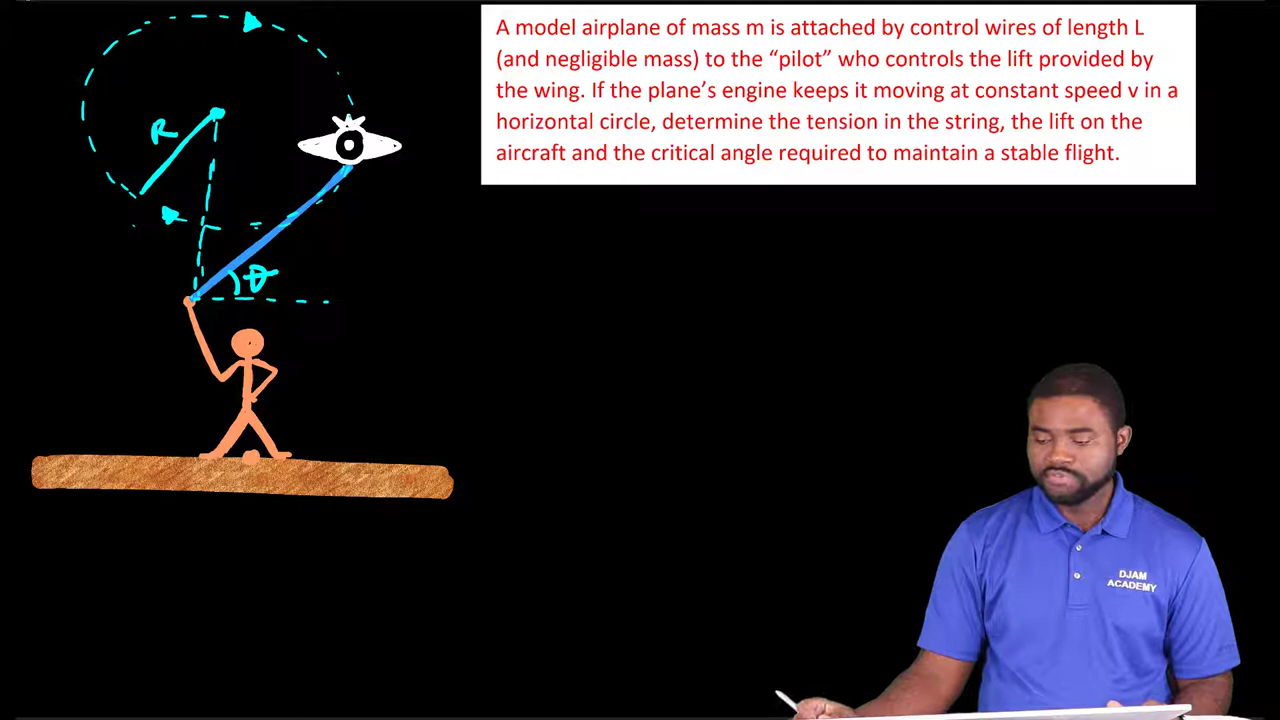 A model airplane of mass m is attached by control wires of length L
(and negligible mass) to the “pilot” who controls the lift provided by
the wing. If the plane’s engine keeps it moving at constant speed v in a
horizontal circle, determine the tension in the string, the lift on the
aircraft and the critical angle required to maintain a stable flight.
R
θ
DJAM
ACADEMY